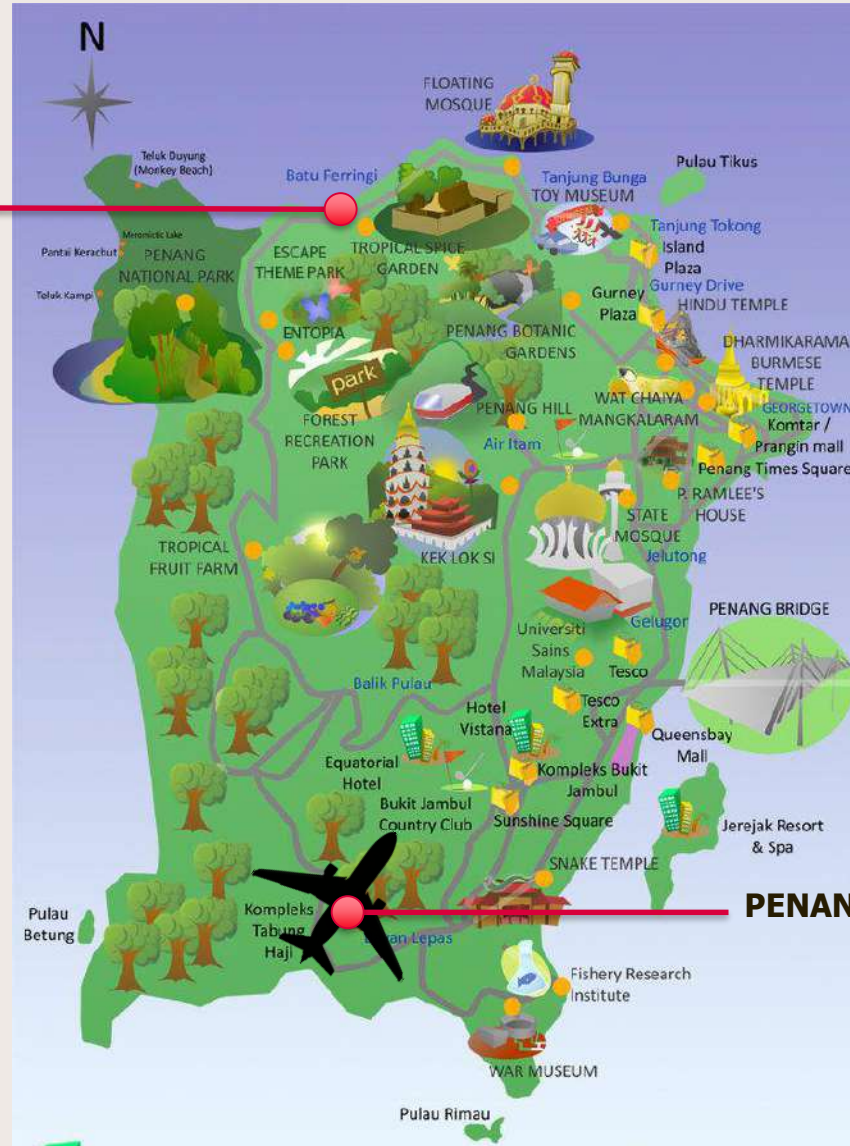 N
FLOATING
MOSQUE
Teluk Duyung
(Monkey Beach)
Batu Ferringi
Tanjung Bunga
Pulau Tikus
TOY MUSEUM
Tanjung Tokong
Island
Plaza
Pantai Kerachut
PENANG
NATIONAL PARK
ESCAPE
THEME PARK
TROPICAL SPICE
GARDEN
Teluk Kampi
Gurney Drive
Gurney
Plaza
HINDU TEMPLE
ENTOPIA
PENANG BOTANIC
GARDENS
DHARMIKARAMA
BURMESE
TEMPLE
park
FOREST
RECREATION
PARK
PENANG HILL
WAT CHAIYA
MANGKALARAM
GEORGETOWN
Komtar /
Prangin mall
Air Itam
Penang Times Square
P. RAMLEE'S
HOUSE
STATE
MOSQUE
TROPICAL
FRUIT FARM
KEK LOK SI
Jelutong
PENANG BRIDGE
Gelugor
Universiti
Sains
Malaysia
Tesco
Balik Pulau
Hotel
Vistana
Tesco
Extra
Queensbay
Mall
Equatorial
Hotel
Kompleks Bukit
Jambul
Bukit Jambul
Country Club
Sunshine Square
Jerejak Resort
& Spa
SNAKE TEMPLE
PENAN
Pulau
Betung
Kompleks
Tabung
Haji
Lepas
Fishery Research
Institute
WAR MUSEUM
Pulau Rimau